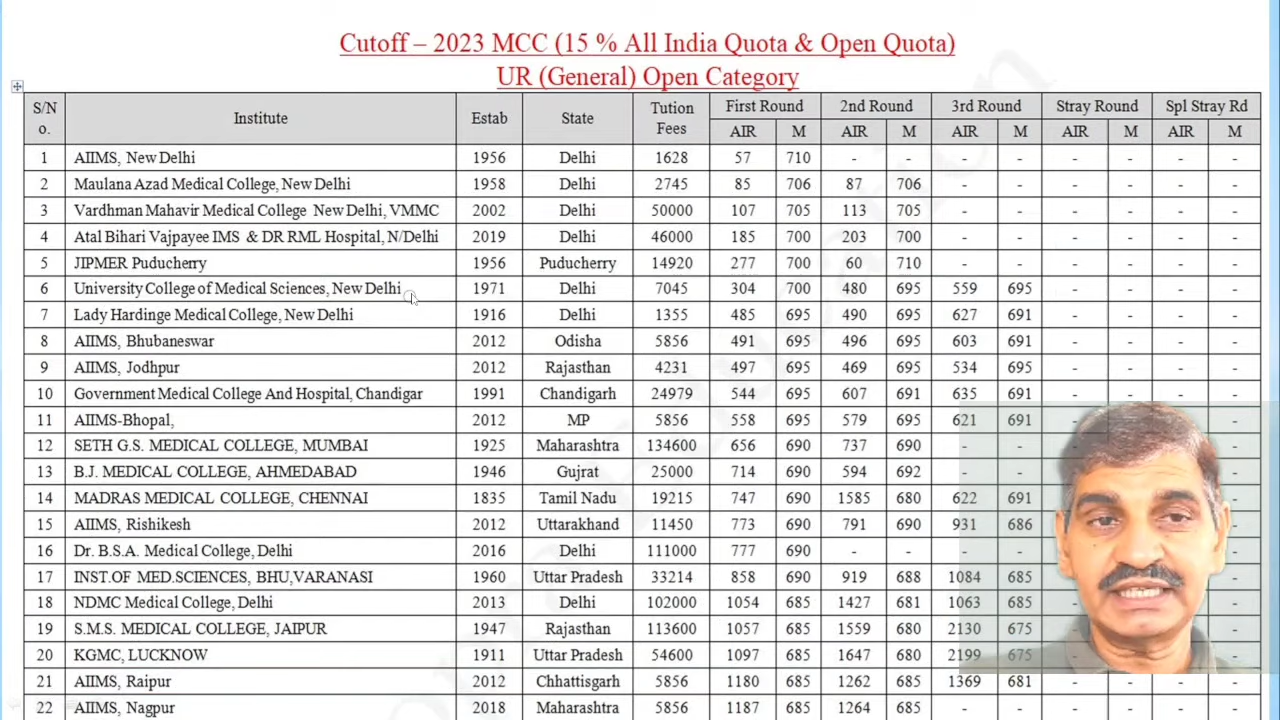 Cutoff – 2023 MCC (15 % All India Quota & Open Quota)
UR (General) Open Category
S/N o. Institute Estab State Tution Fees First Round 2nd Round 3rd Round Stray Round Spl Stray Rd
AIR M AIR M AIR M AIR M AIR M
1 AIIMS, New Delhi 1956 Delhi 1628 57 710 - - - - - - - -
2 Maulana Azad Medical College, New Delhi 1958 Delhi 2745 85 706 87 706 - - - - - -
3 Vardhman Mahavir Medical College New Delhi, VMMC 2002 Delhi 50000 107 705 113 705 - - - - - -
4 Atal Bihari Vajpayee IMS & DR RML Hospital, N/Delhi 2019 Delhi 46000 185 700 203 700 - - - - - -
5 JIPMER Puducherry 1956 Puducherry 14920 277 700 60 710 - - - - - -
6 University College of Medical Sciences, New Delhi 1971 Delhi 7045 304 700 480 695 559 695 - - - -
7 Lady Hardinge Medical College, New Delhi 1916 Delhi 1355 485 695 490 695 627 691 - - - -
8 AIIMS, Bhubaneswar 2012 Odisha 5856 491 695 496 695 603 691 - - - -
9 AIIMS, Jodhpur 2012 Rajasthan 4231 497 695 469 695 534 695 - - - -
10 Government Medical College And Hospital, Chandigar 1991 Chandigarh 24979 544 695 607 691 635 691 - - - -
11 AIIMS-Bhopal, 2012 MP 5856 558 695 579 695 621 691 - - - -
12 SETH G.S. MEDICAL COLLEGE, MUMBAI 1925 Maharashtra 134600 656 690 737 690 - - - -
13 B.J. MEDICAL COLLEGE, AHMEDABAD 1946 Gujrat 25000 714 690 594 692 - - - -
14 MADRAS MEDICAL COLLEGE, CHENNAI 1835 Tamil Nadu 19215 747 690 1585 680 622 691 -
15 AIIMS, Rishikesh 2012 Uttarakhand 11450 773 690 791 690 931 686 -
16 Dr. B.S.A. Medical College, Delhi 2016 Delhi 111000 777 690 - - - - -
17 INST.OF MED.SCIENCES, BHU,VARANASI 1960 Uttar Pradesh 33214 858 690 919 688 1084 685 -
18 NDMC Medical College, Delhi 2013 Delhi 102000 1054 685 1427 681 1063 685 - -
19 S.M.S. MEDICAL COLLEGE, JAIPUR 1947 Rajasthan 113600 1057 685 1559 680 2130 675 - -
20 KGMC, LUCKNOW 1911 Uttar Pradesh 54600 1097 685 1647 680 2199 675 -
21 AIIMS, Raipur 2012 Chhattisgarh 5856 1180 685 1262 685 1369 681 - - - -
22 AIIMS, Nagpur 2018 Maharashtra 5856 1187 685 1264 685 - - - - - -